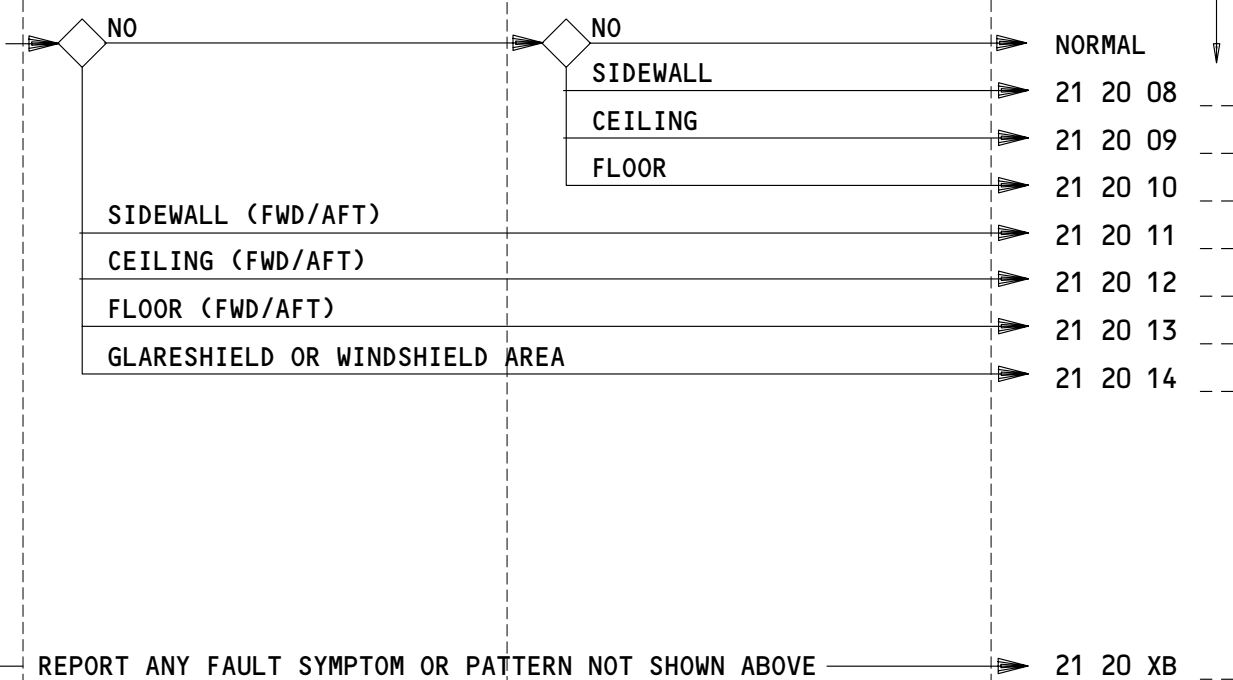 NO NO NORMAL
SIDEWALL 21 20 08 _ _
CEILING 21 20 09 _ _
FLOOR 21 20 10 _ _
SIDEWALL (FWD/AFT) 21 20 11 _ _
CEILING (FWD/AFT) 21 20 12 _ _
FLOOR (FWD/AFT) 21 20 13 _ _
GLARESHIELD OR WINDSHIELD AREA 21 20 14 _ _
REPORT ANY FAULT SYMPTOM OR PATTERN NOT SHOWN ABOVE 21 20 XB _ _